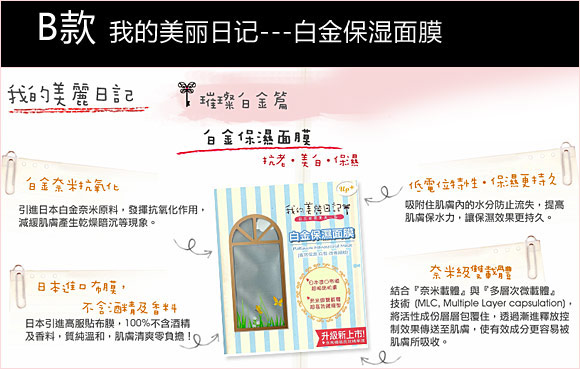 B款 我的美丽日记---白金保湿面膜
我的美麗日記
璀璨白金篇
白金保濕面膜
抗老•美白•保濕
白金奈米抗氧化
引進日本白金奈米原料，發揮抗氧化作用，
減緩肌膚產生乾燥暗沉等現象。
日本進口布膜，
不含酒精及香料
日本引進高服貼布膜，100%不含酒精
及香料，質純溫和，肌膚清爽零負擔！
Up+
我的美麗日記
白金保濕面膜
升級新上市!
低電位特性•保濕更持久
吸附住肌膚內的水分防止流失，提高
肌膚保水力，讓保濕效果更持久。
奈米級雙載體
結合『奈米載體』與『多層次微載體』
技術 (MLC, Multiple Layer capsulation)，
將活性成份層層包覆住，透過漸進釋放控
制效果傳送至肌膚，使有效成分更容易被
肌膚所吸收。